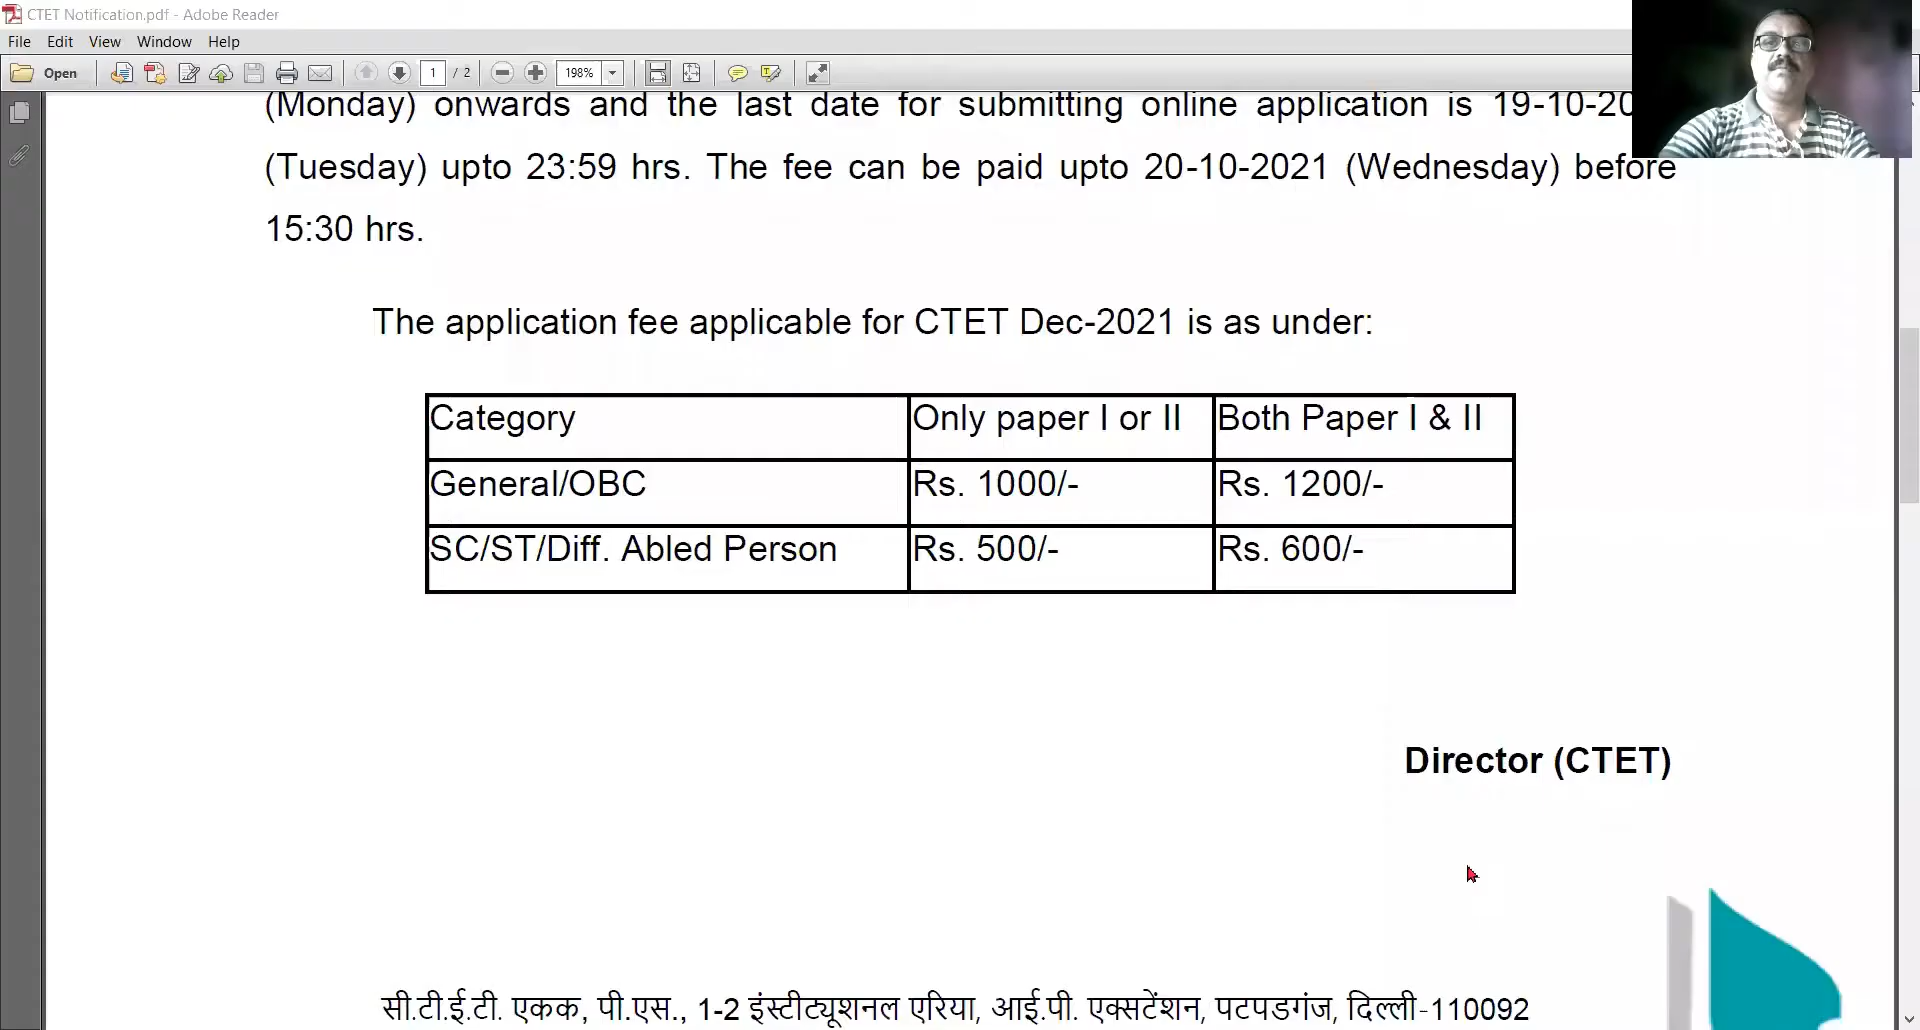 CTET Notification.pdf - Adobe Reader
File Edit View Window Help
Open 1 / 2 198%
(Monday) onwards and the last date for submitting online application is 19-10-20
(Tuesday) upto 23:59 hrs. The fee can be paid upto 20-10-2021 (Wednesday) before
15:30 hrs.
The application fee applicable for CTET Dec-2021 is as under:
Category Only paper I or II Both Paper I & II
General/OBC Rs. 1000/- Rs. 1200/-
SC/ST/Diff. Abled Person Rs. 500/- Rs. 600/-
Director (CTET)
सी.टी.ई.टी. एकक, पी.एस., 1-2 इंस्टीट्यूशनल एरिया, आई.पी. एक्सटेंशन, पटपडगंज, दिल्ली-110092